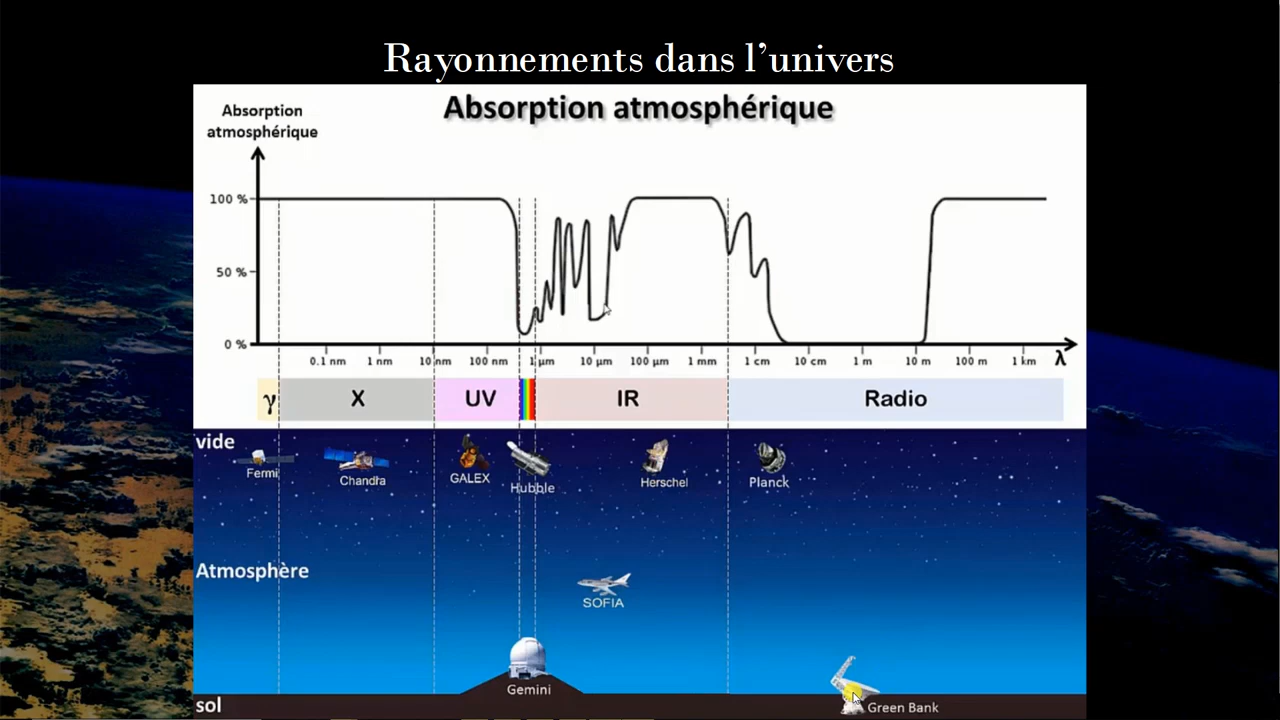 Rayonnements dans l'univers
Absorption atmosphérique
Absorption
atmosphérique
100 %
50 %
0 %
0.1 nm 1 nm 10 nm 100 nm 1 µm 10 µm 100 µm 1 mm 1 cm 10 cm 1 m 10 m 100 m 1 km λ
γ X UV IR Radio
vide
Fermi Chandra GALEX Hubble Herschel Planck
Atmosphère
SOFIA
Gemini
sol
Green Bank